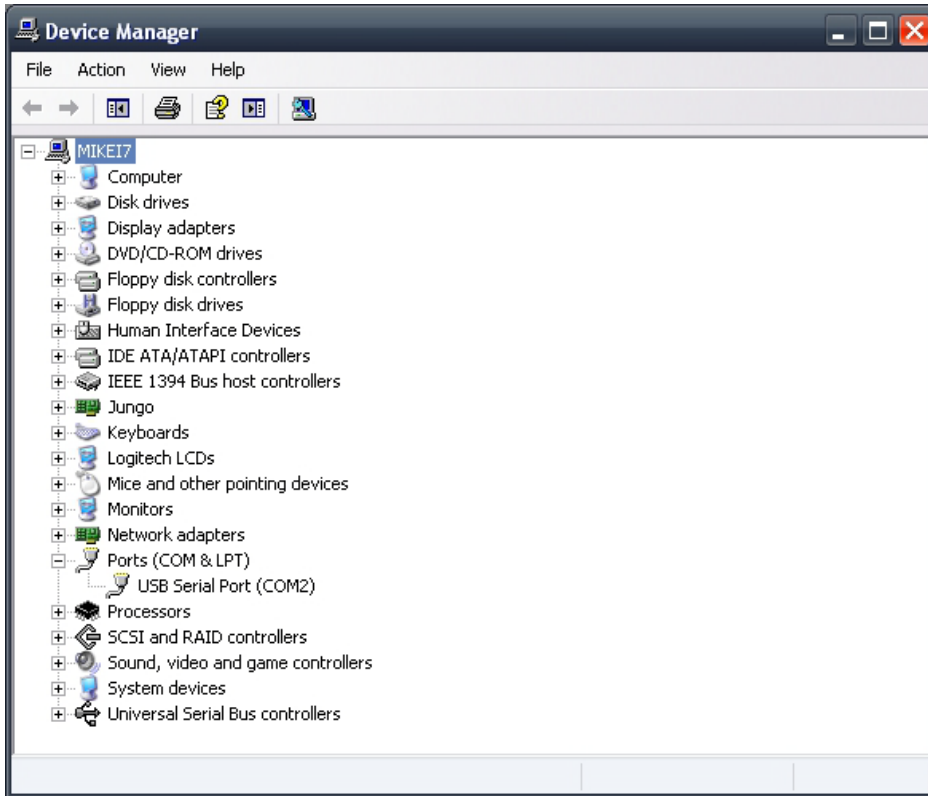 Device Manager
File Action View Help
MIKEI7
Computer
Disk drives
Display adapters
DVD/CD-ROM drives
Floppy disk controllers
Floppy disk drives
Human Interface Devices
IDE ATA/ATAPI controllers
IEEE 1394 Bus host controllers
Jungo
Keyboards
Logitech LCDs
Mice and other pointing devices
Monitors
Network adapters
Ports (COM & LPT)
USB Serial Port (COM2)
Processors
SCSI and RAID controllers
Sound, video and game controllers
System devices
Universal Serial Bus controllers